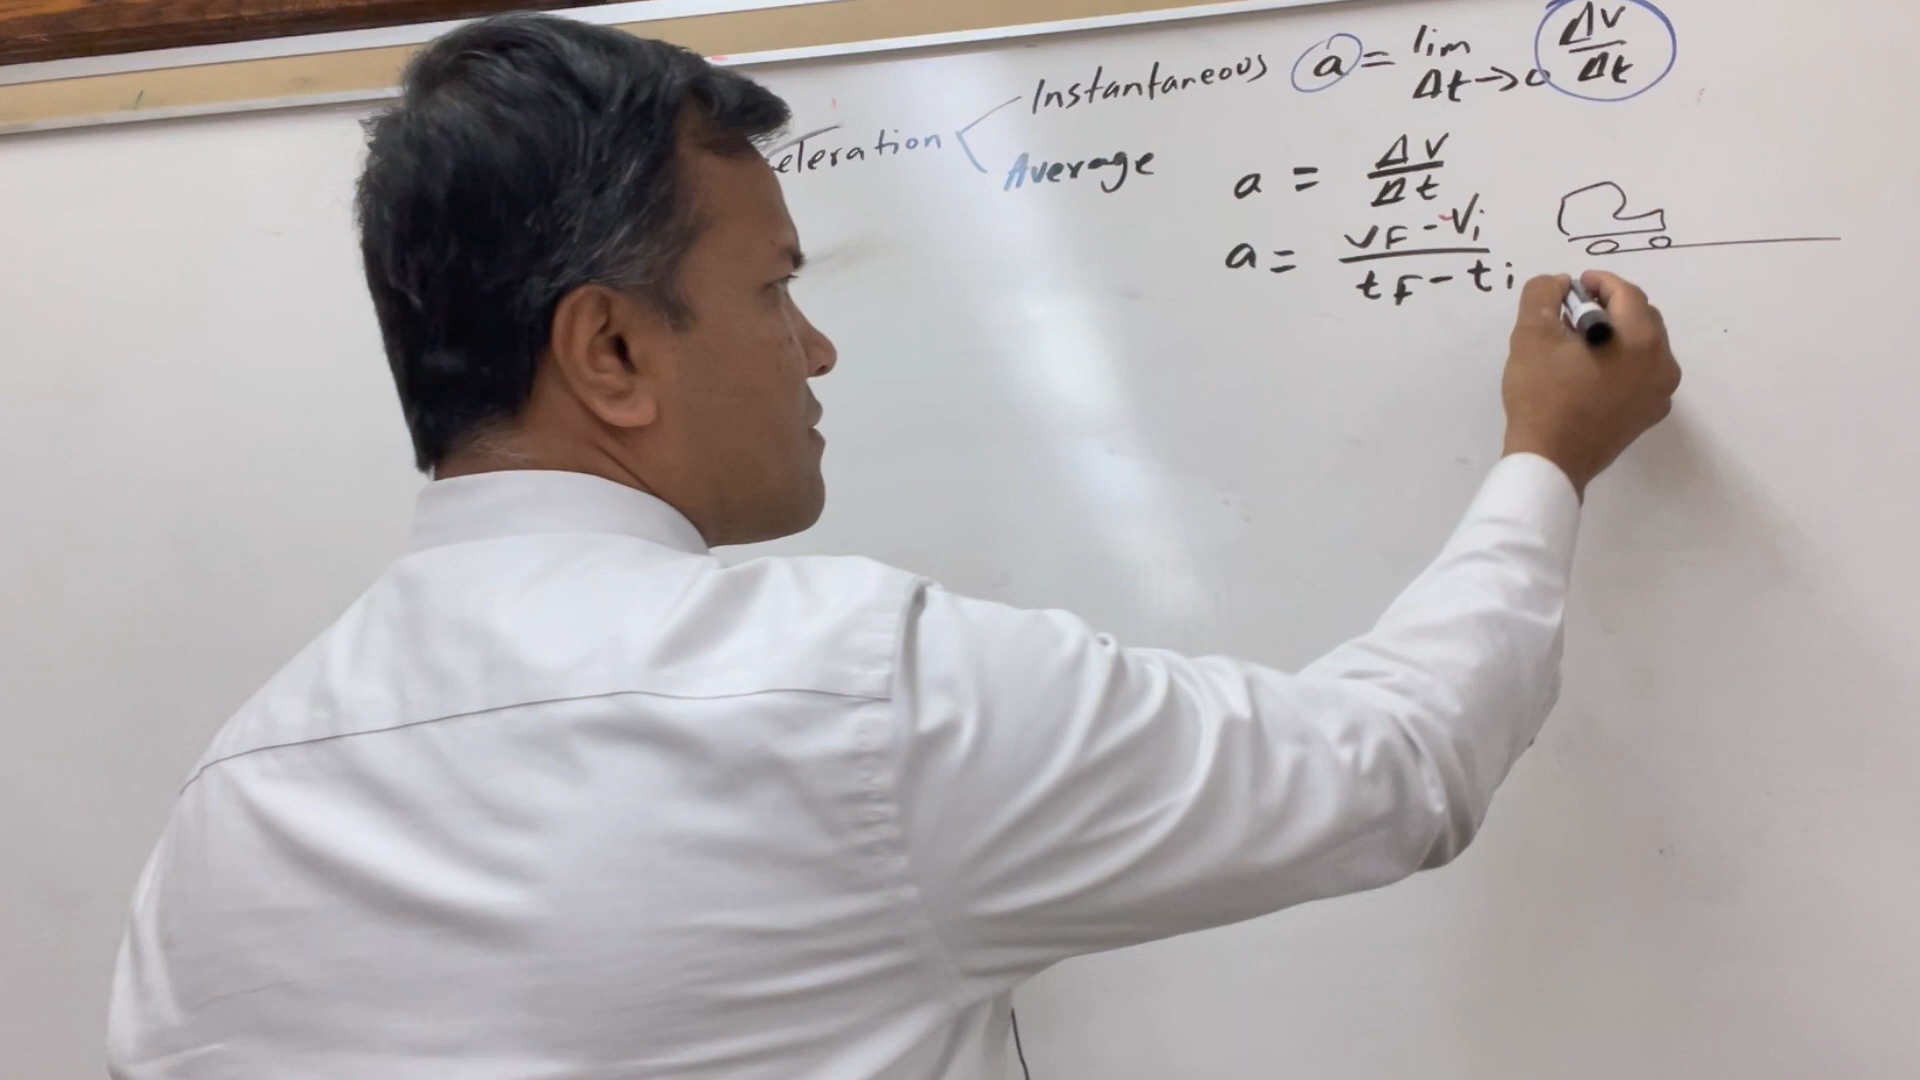 Instantaneous a = lim Δt→0 Δv/Δt
eleration
Average a = Δv/Δt
a = vF - Vi / tF - ti